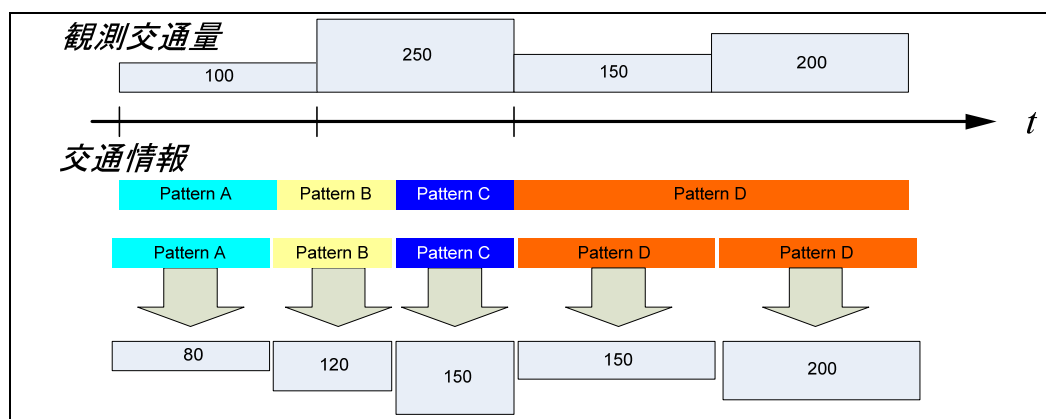 観測交通量
100
250
150
200
t
交通情報
Pattern A
Pattern B
Pattern C
Pattern D
Pattern A
Pattern B
Pattern C
Pattern D
Pattern D
80
120
150
150
200